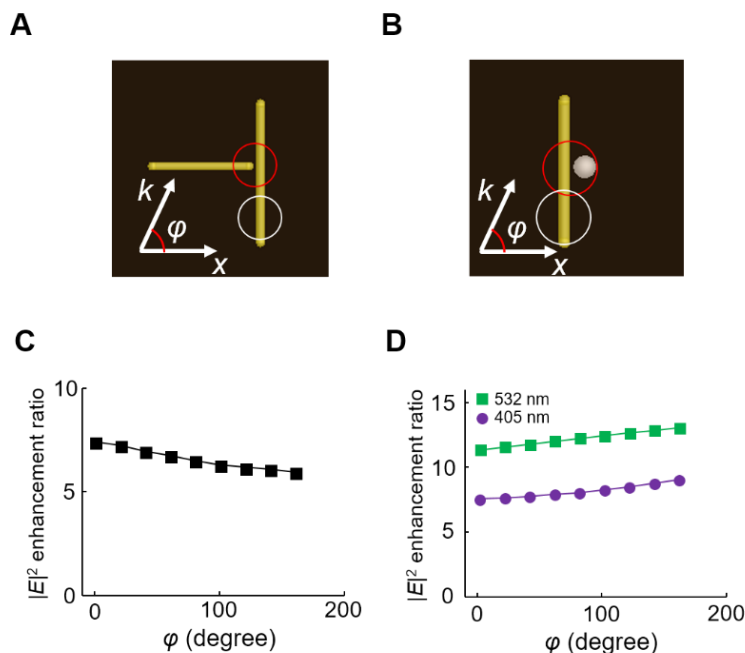 A
B
k
φ
x
k
φ
x
C
D
|E|² enhancement ratio
10
5
0
0
100
200
φ (degree)
|E|² enhancement ratio
15
10
5
0
532 nm
405 nm
0
100
200
φ (degree)